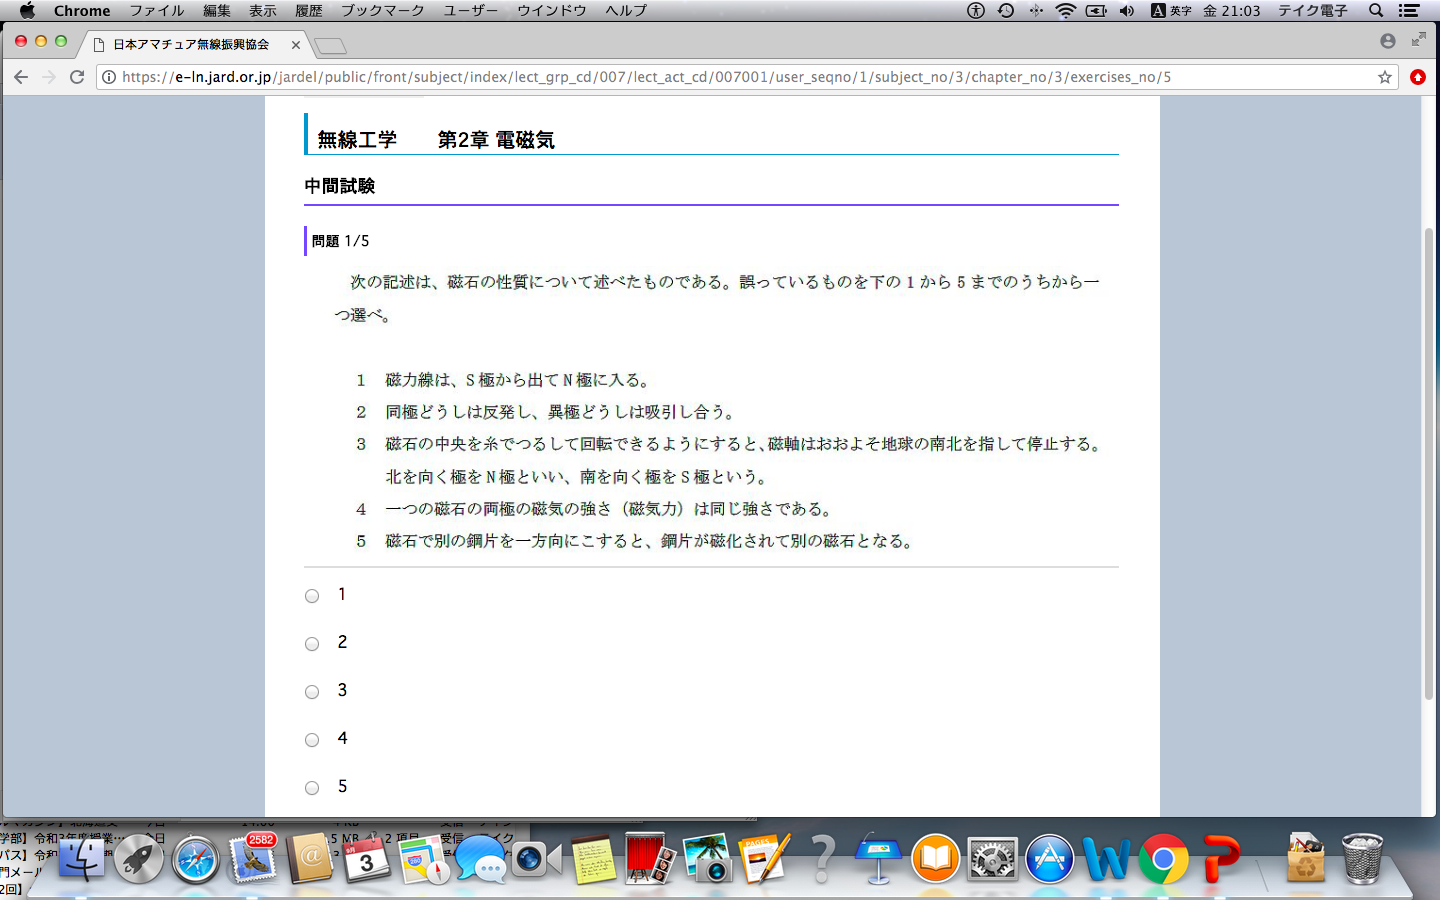 Chrome ファイル 編集 表示 履歴 ブックマーク ユーザー ウインドウ ヘルプ
A 英字 金 21:03 テイク電子
日本アマチュア無線振興協会
https://e-ln.jard.or.jp/jardel/public/front/subject/index/lect_grp_cd/007/lect_act_cd/007001/user_seqno/1/subject_no/3/chapter_no/3/exercises_no/5
無線工学 第2章 電磁気
中間試験
問題 1/5
次の記述は、磁石の性質について述べたものである。誤っているものを下の 1 から 5 までのうちから一
つ選べ。
1 磁力線は、S 極から出て N 極に入る。
2 同極どうしは反発し、異極どうしは吸引し合う。
3 磁石の中央を糸でつるして回転できるようにすると、磁軸はおおよそ地球の南北を指して停止する。
北を向く極を N 極といい、南を向く極を S 極という。
4 一つの磁石の両極の磁気の強さ（磁気力）は同じ強さである。
5 磁石で別の鋼片を一方向にこすると、鋼片が磁化されて別の磁石となる。
1
2
3
4
5
2582
3
280
PAGES